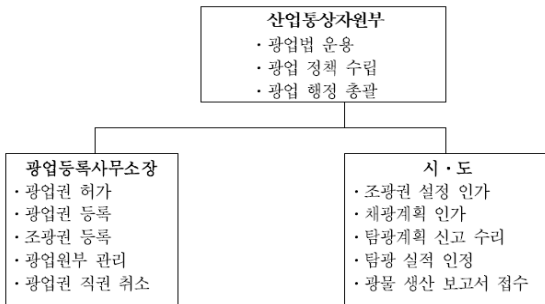 산업통상자원부
· 광업법 운용
· 광업 정책 수립
· 광업 행정 총괄
광업등록사무소장
· 광업권 허가
· 광업권 등록
· 조광권 등록
· 광업원부 관리
· 광업권 직권 취소
시 · 도
· 조광권 설정 인가
· 채광계획 인가
· 탐광계획 신고 수리
· 탐광 실적 인정
· 광물 생산 보고서 접수